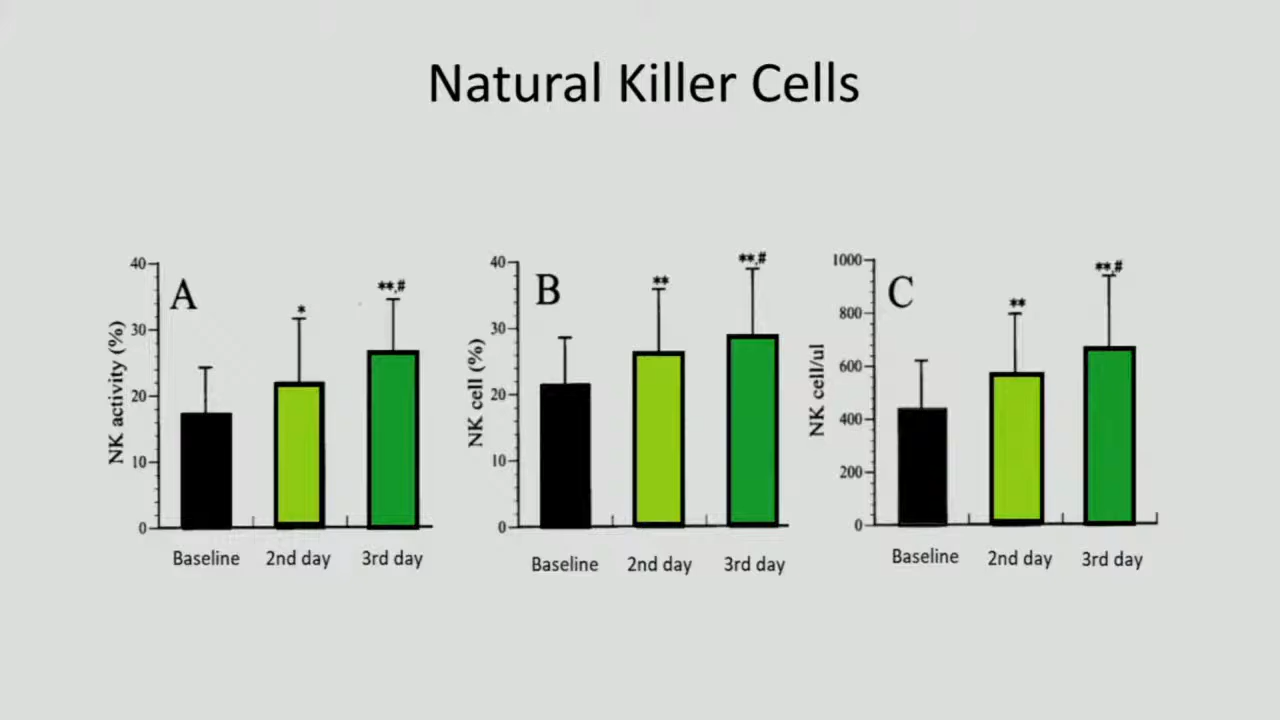 Natural Killer Cells
A
NK activity (%)
40
30
20
10
0
*
**,#
Baseline 2nd day 3rd day
B
NK cell (%)
40
30
20
10
0
**
**,#
Baseline 2nd day 3rd day
C
NK cell/ul
1000
800
600
400
200
0
**
**,#
Baseline 2nd day 3rd day